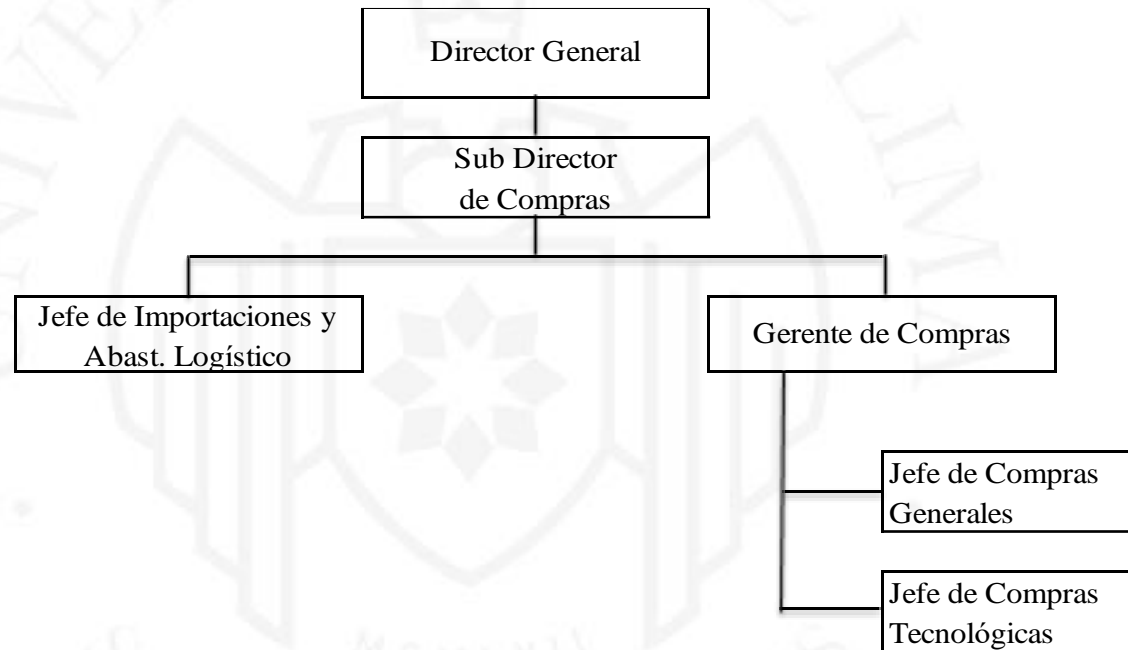 Director General
Sub Director
de Compras
Jefe de Importaciones y
Abast. Logístico
Gerente de Compras
Jefe de Compras
Generales
Jefe de Compras
Tecnológicas